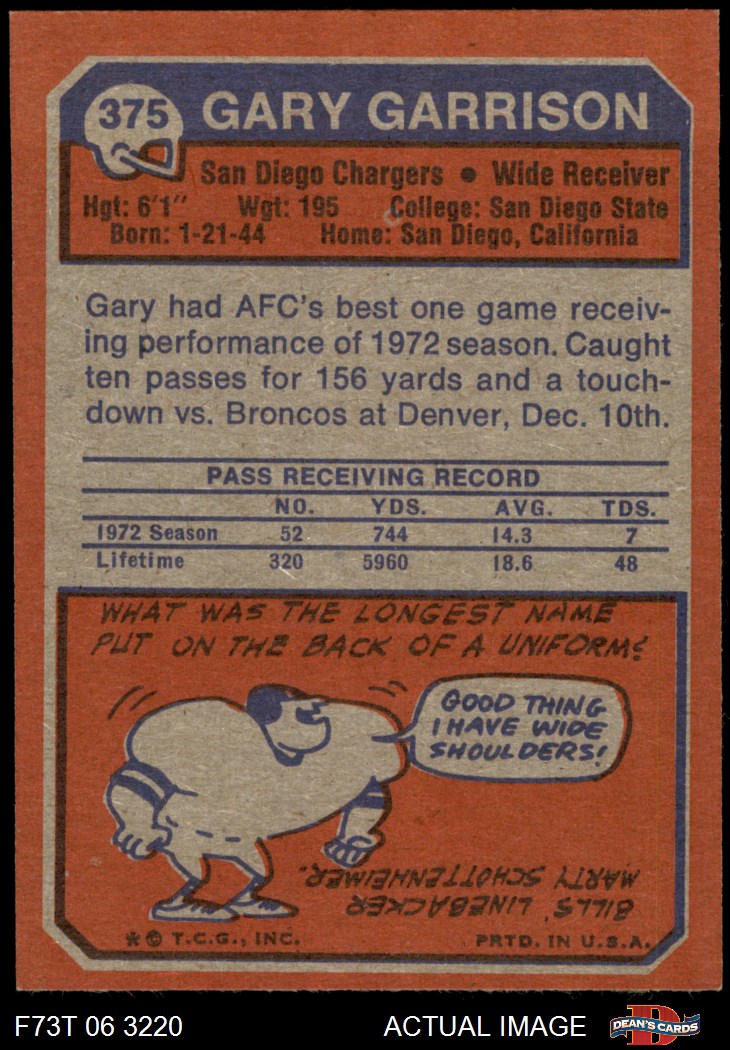 375
GARY GARRISON
San Diego Chargers • Wide Receiver
Hgt: 6'1" Wgt: 195 College: San Diego State
Born: 1-21-44 Home: San Diego, California
Gary had AFC's best one game receiv-
ing performance of 1972 season. Caught
ten passes for 156 yards and a touch-
down vs. Broncos at Denver, Dec. 10th.
PASS RECEIVING RECORD
NO. YDS. AVG. TDS.
1972 Season 52 744 14.3 7
Lifetime 320 5960 18.6 48
WHAT WAS THE LONGEST NAME
PUT ON THE BACK OF A UNIFORM?
GOOD THING
I HAVE WIDE
SHOULDERS!
BILLS' LINEBACKER
MARTY SCHOTTENHEIMER.
* © T.C.G., INC. PRTD. IN U.S.A.
F73T 06 3220 ACTUAL IMAGE
D
DEAN'S CARDS